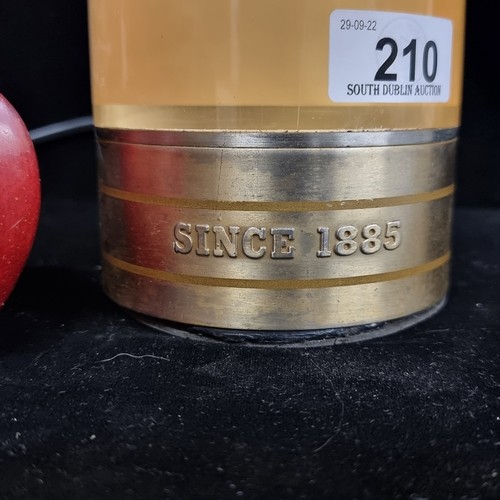 29-09-22
210
SOUTH DUBLIN AUCTION
SINCE 1885